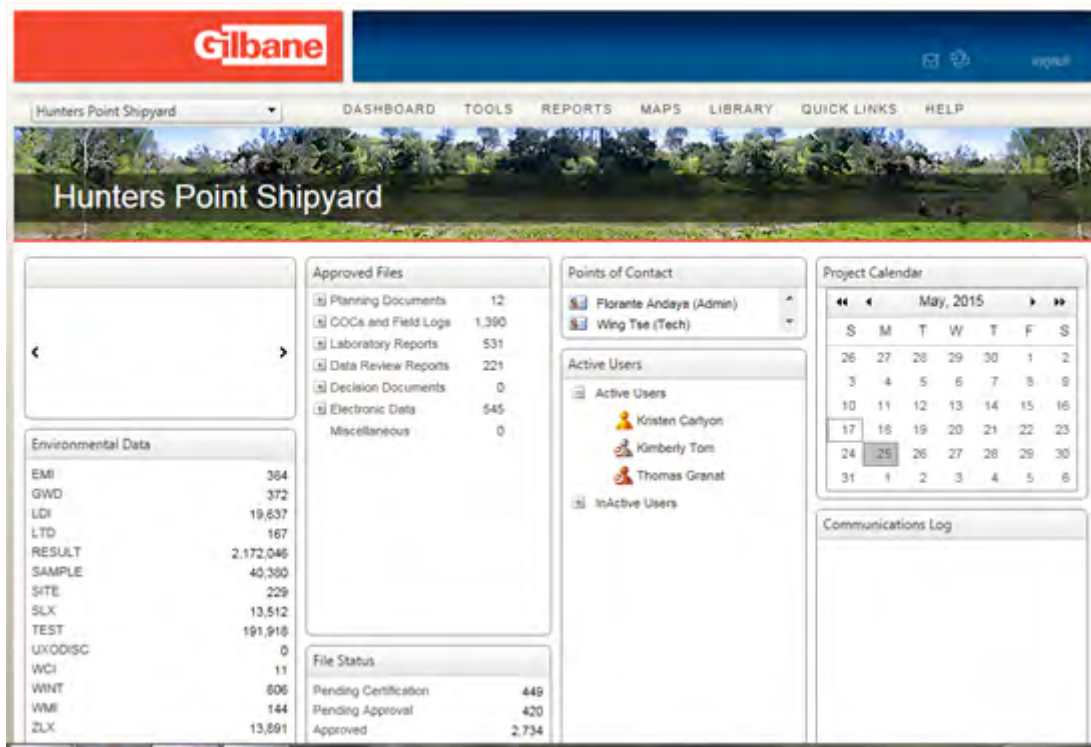 Gilbane
logout
Hunters Point Shipyard
DASHBOARD TOOLS REPORTS MAPS LIBRARY QUICK LINKS HELP
Hunters Point Shipyard
Environmental Data
EMI 364
GWD 372
LDI 19,637
LTD 167
RESULT 2,172,046
SAMPLE 40,380
SITE 229
SLX 13,512
TEST 191,918
UXODISC 0
WCI 11
WINT 606
WMI 144
ZLX 13,891
Approved Files
Planning Documents 12
COCs and Field Logs 1,390
Laboratory Reports 531
Data Review Reports 221
Decision Documents 0
Electronic Data 545
Miscellaneous 0
File Status
Pending Certification 449
Pending Approval 420
Approved 2,734
Points of Contact
Florante Andaya (Admin)
Wing Tse (Tech)
Active Users
Active Users
Kristen Carlyon
Kimberly Tom
Thomas Granat
InActive Users
Project Calendar
May, 2015
S M T W T F S
26 27 28 29 30 1 2
3 4 5 6 7 8 9
10 11 12 13 14 15 16
17 18 19 20 21 22 23
24 25 26 27 28 29 30
31 1 2 3 4 5 6
Communications Log